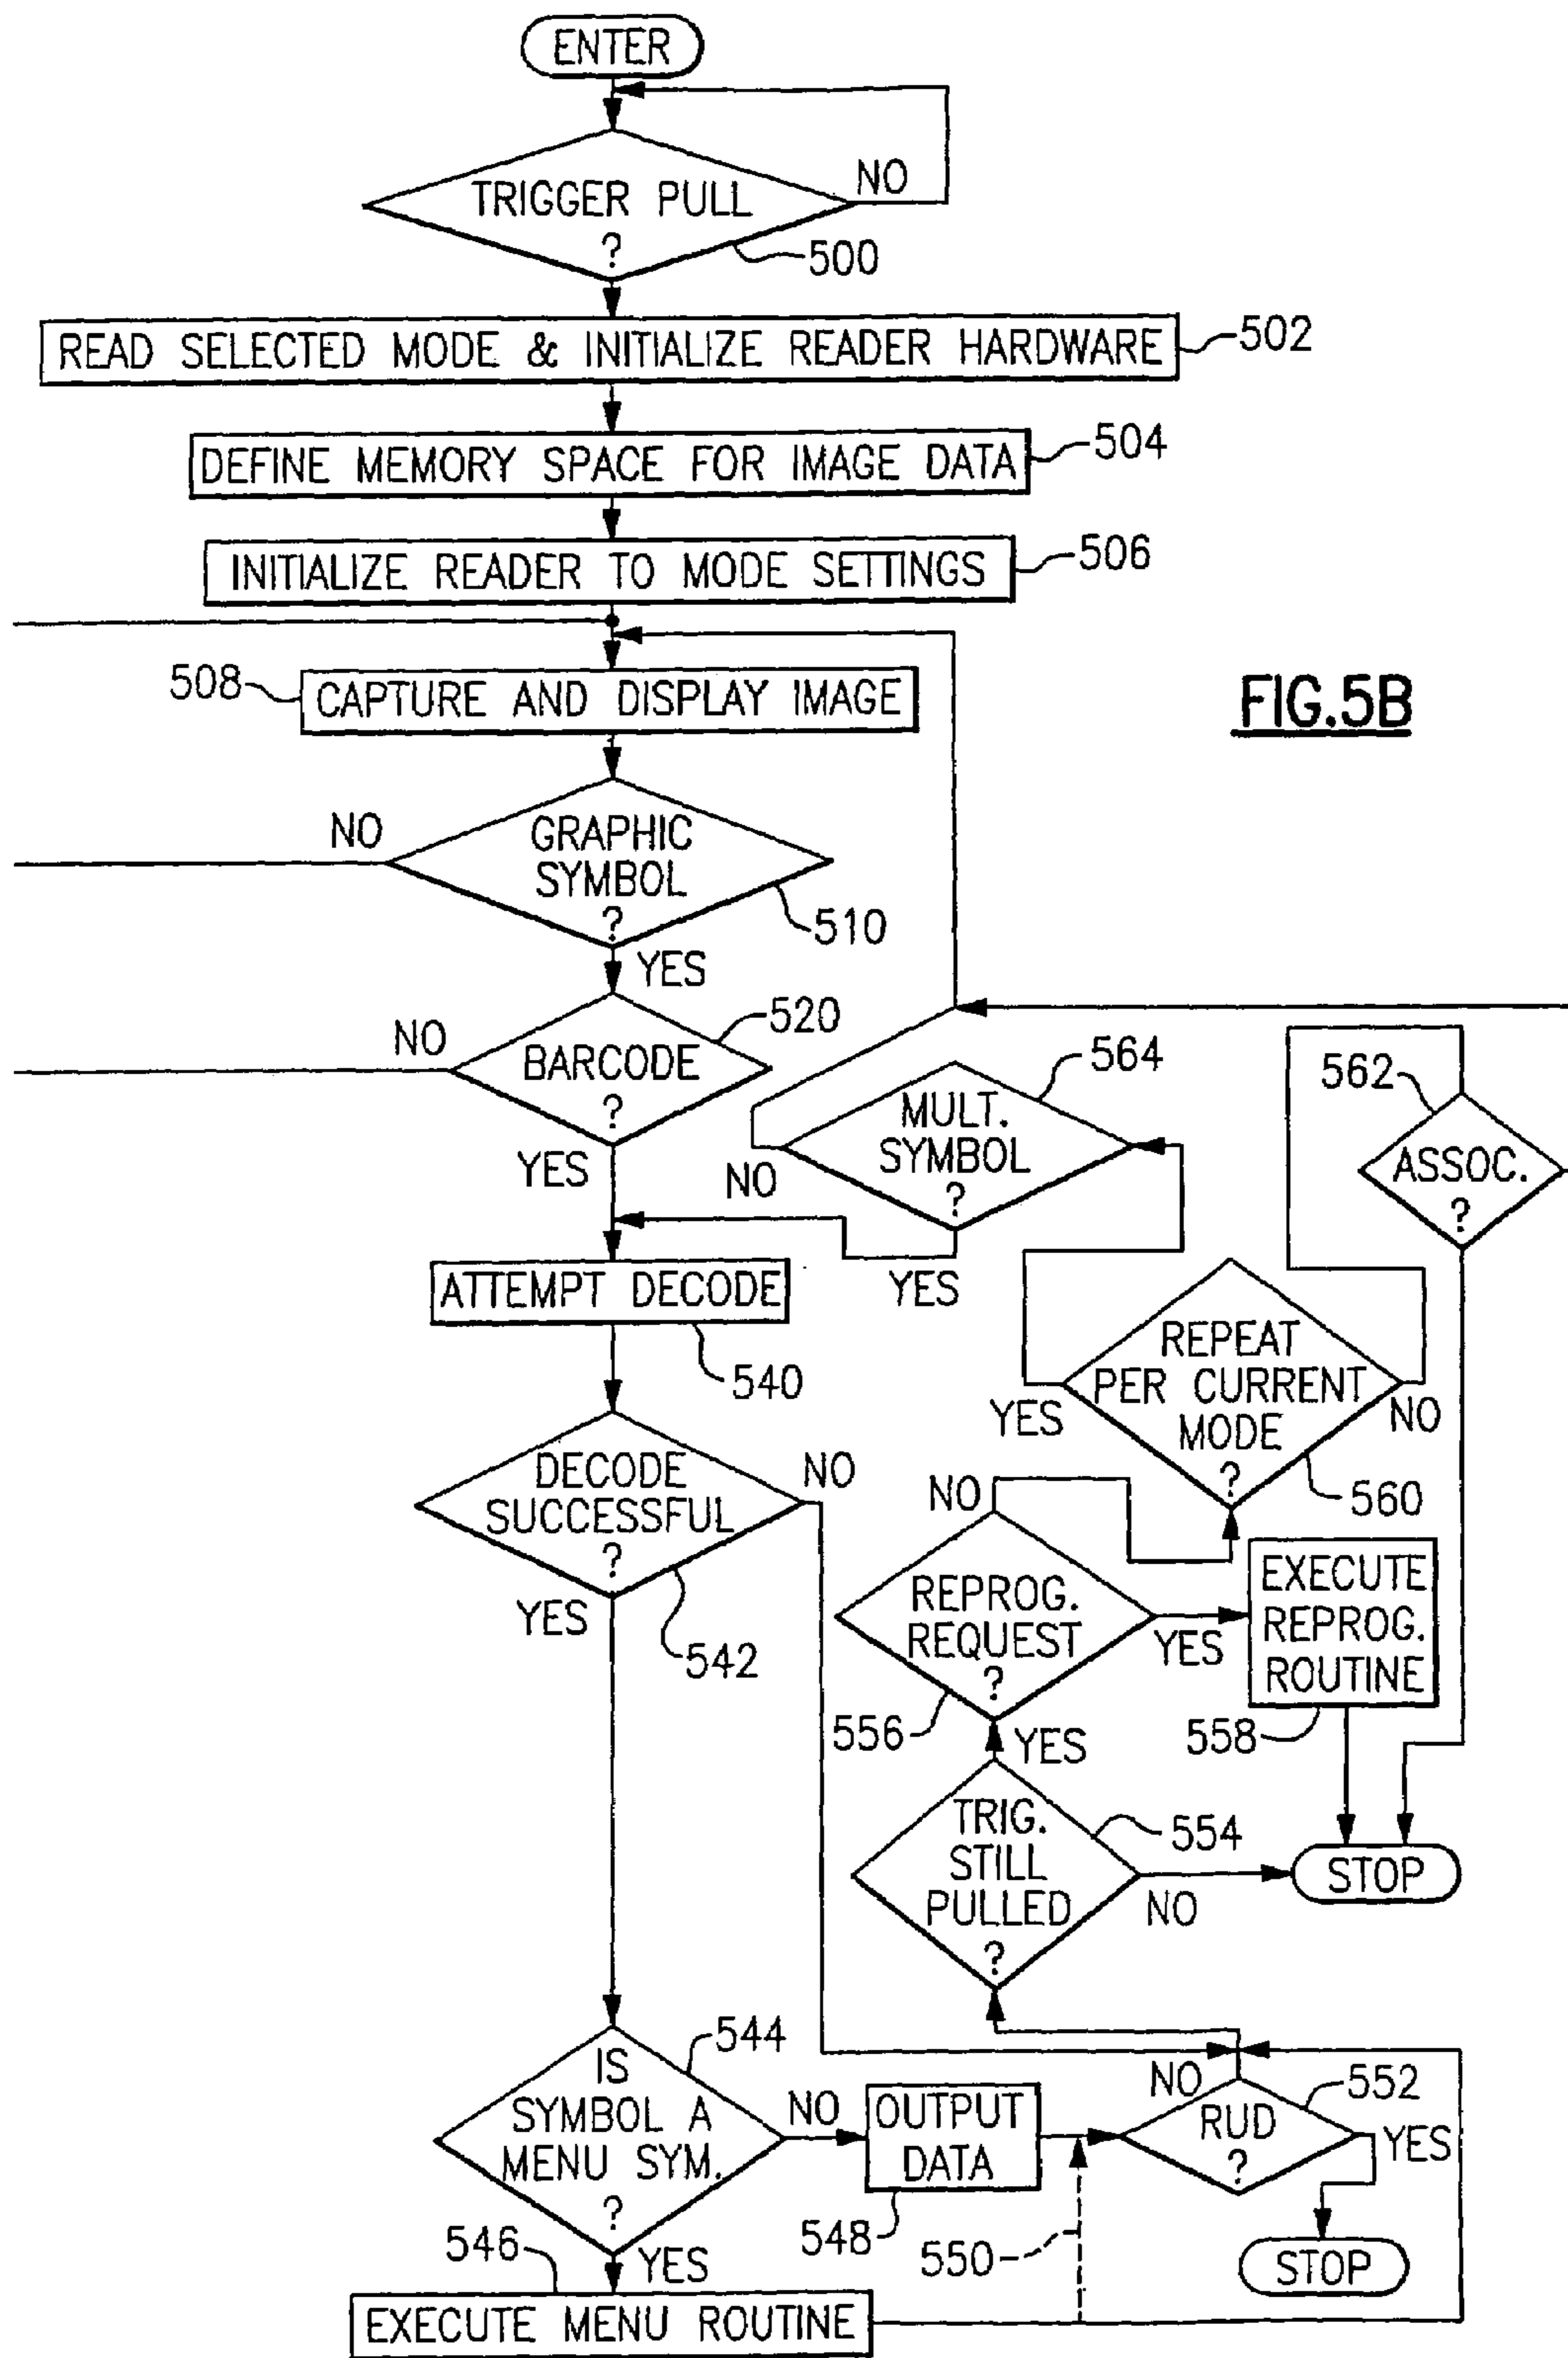 ENTER
TRIGGER PULL
?
NO
500
READ SELECTED MODE & INITIALIZE READER HARDWARE
502
DEFINE MEMORY SPACE FOR IMAGE DATA
504
INITIALIZE READER TO MODE SETTINGS
506
508
CAPTURE AND DISPLAY IMAGE
FIG.5B
NO
GRAPHIC
SYMBOL
?
510
YES
NO
BARCODE
?
520
YES
564
MULT.
SYMBOL
?
NO
YES
562
ASSOC.
?
ATTEMPT DECODE
540
REPEAT
PER CURRENT
MODE
?
YES
NO
560
DECODE
SUCCESSFUL
?
NO
YES
542
NO
REPROG.
REQUEST
?
556
YES
EXECUTE
REPROG.
ROUTINE
558
YES
TRIG.
STILL
PULLED
?
554
NO
STOP
544
IS
SYMBOL A
MENU SYM.
?
NO
OUTPUT
DATA
548
NO
552
RUD
?
YES
550
STOP
546
YES
EXECUTE MENU ROUTINE